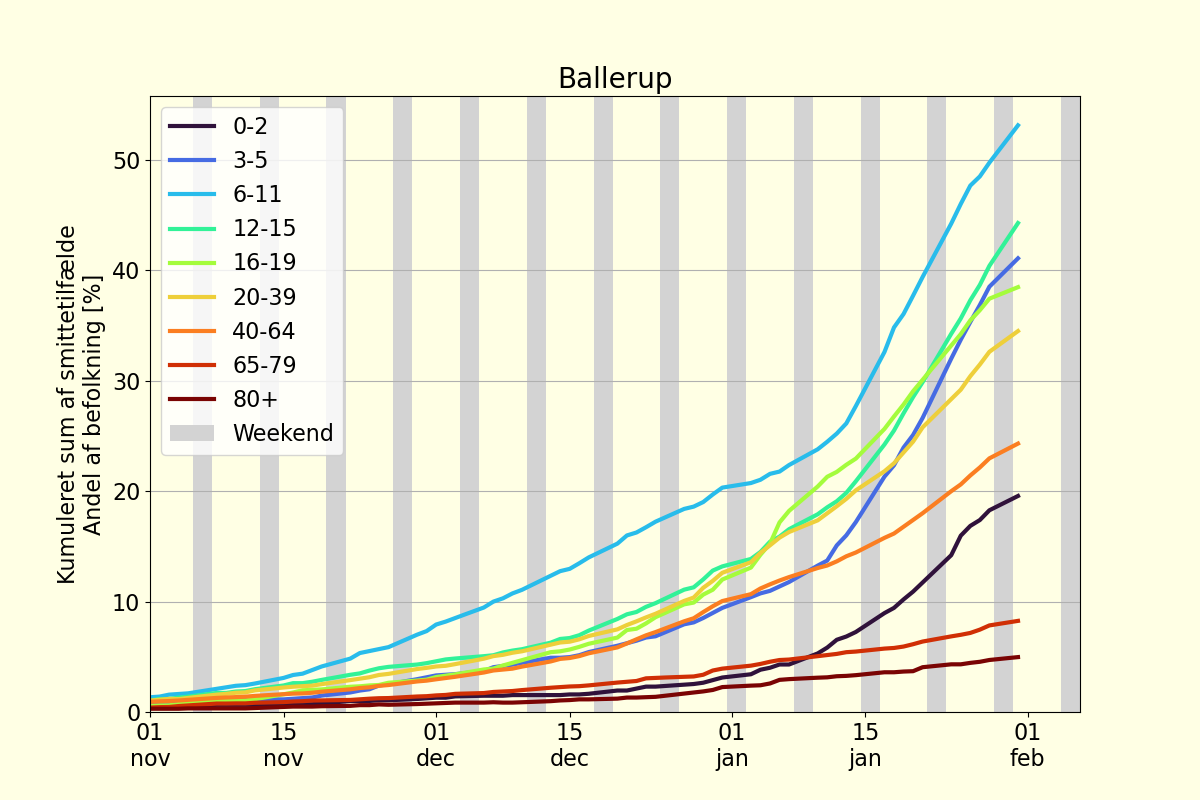 Ballerup
Kumuleret sum af smittetilfælde
Andel af befolkning [%]
50
40
30
20
10
0
0-2
3-5
6-11
12-15
16-19
20-39
40-64
65-79
80+
Weekend
01 15 01 15 01 15 01
nov nov dec dec jan jan feb